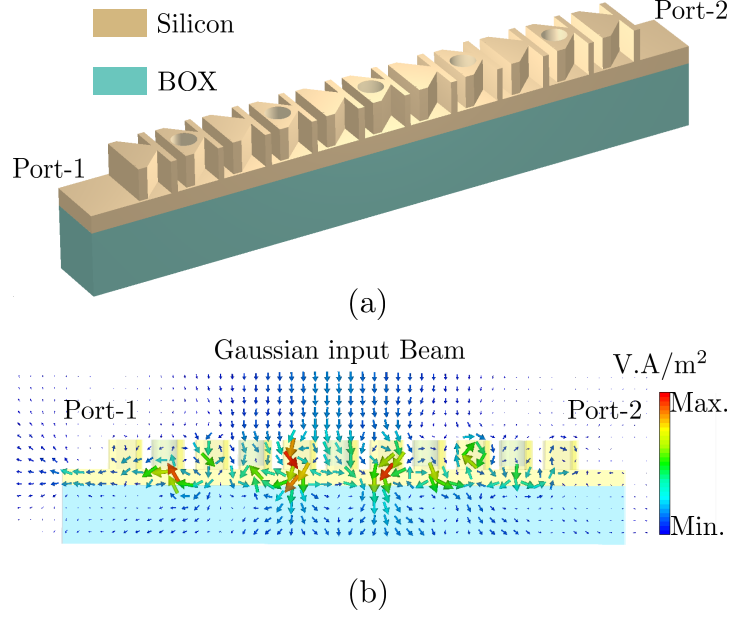 Port-2
Silicon
BOX
Port-1
(a)
Gaussian input Beam
V.A/m²
Port-1
Port-2
Max.
Min.
(b)